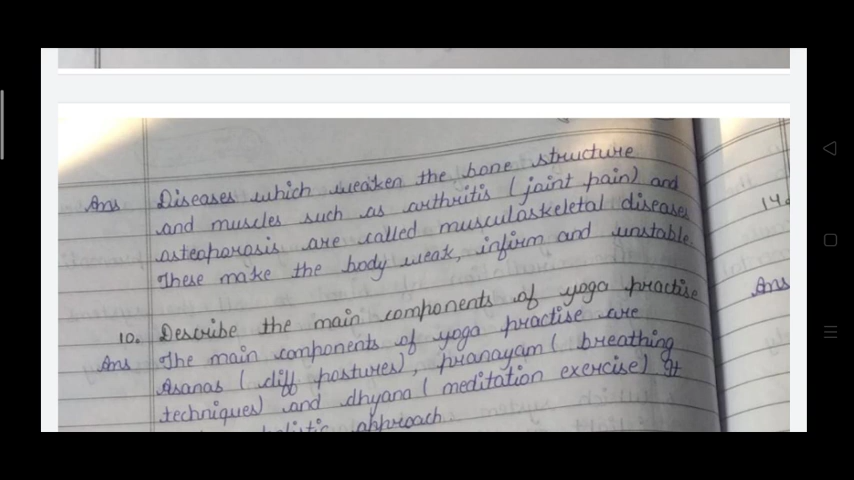 Ans Diseases which weaken the bone structure
and muscles such as arthritis (joint pain) and
osteoporosis are called musculoskeletal diseases
These make the body weak, infirm and unstable.
10. Describe the main components of yoga practise
Ans The main components of yoga practise are
Asanas (diff postures), pranayam (breathing
techniques) and dhyana (meditation exercise) It
approach
14.
Ans